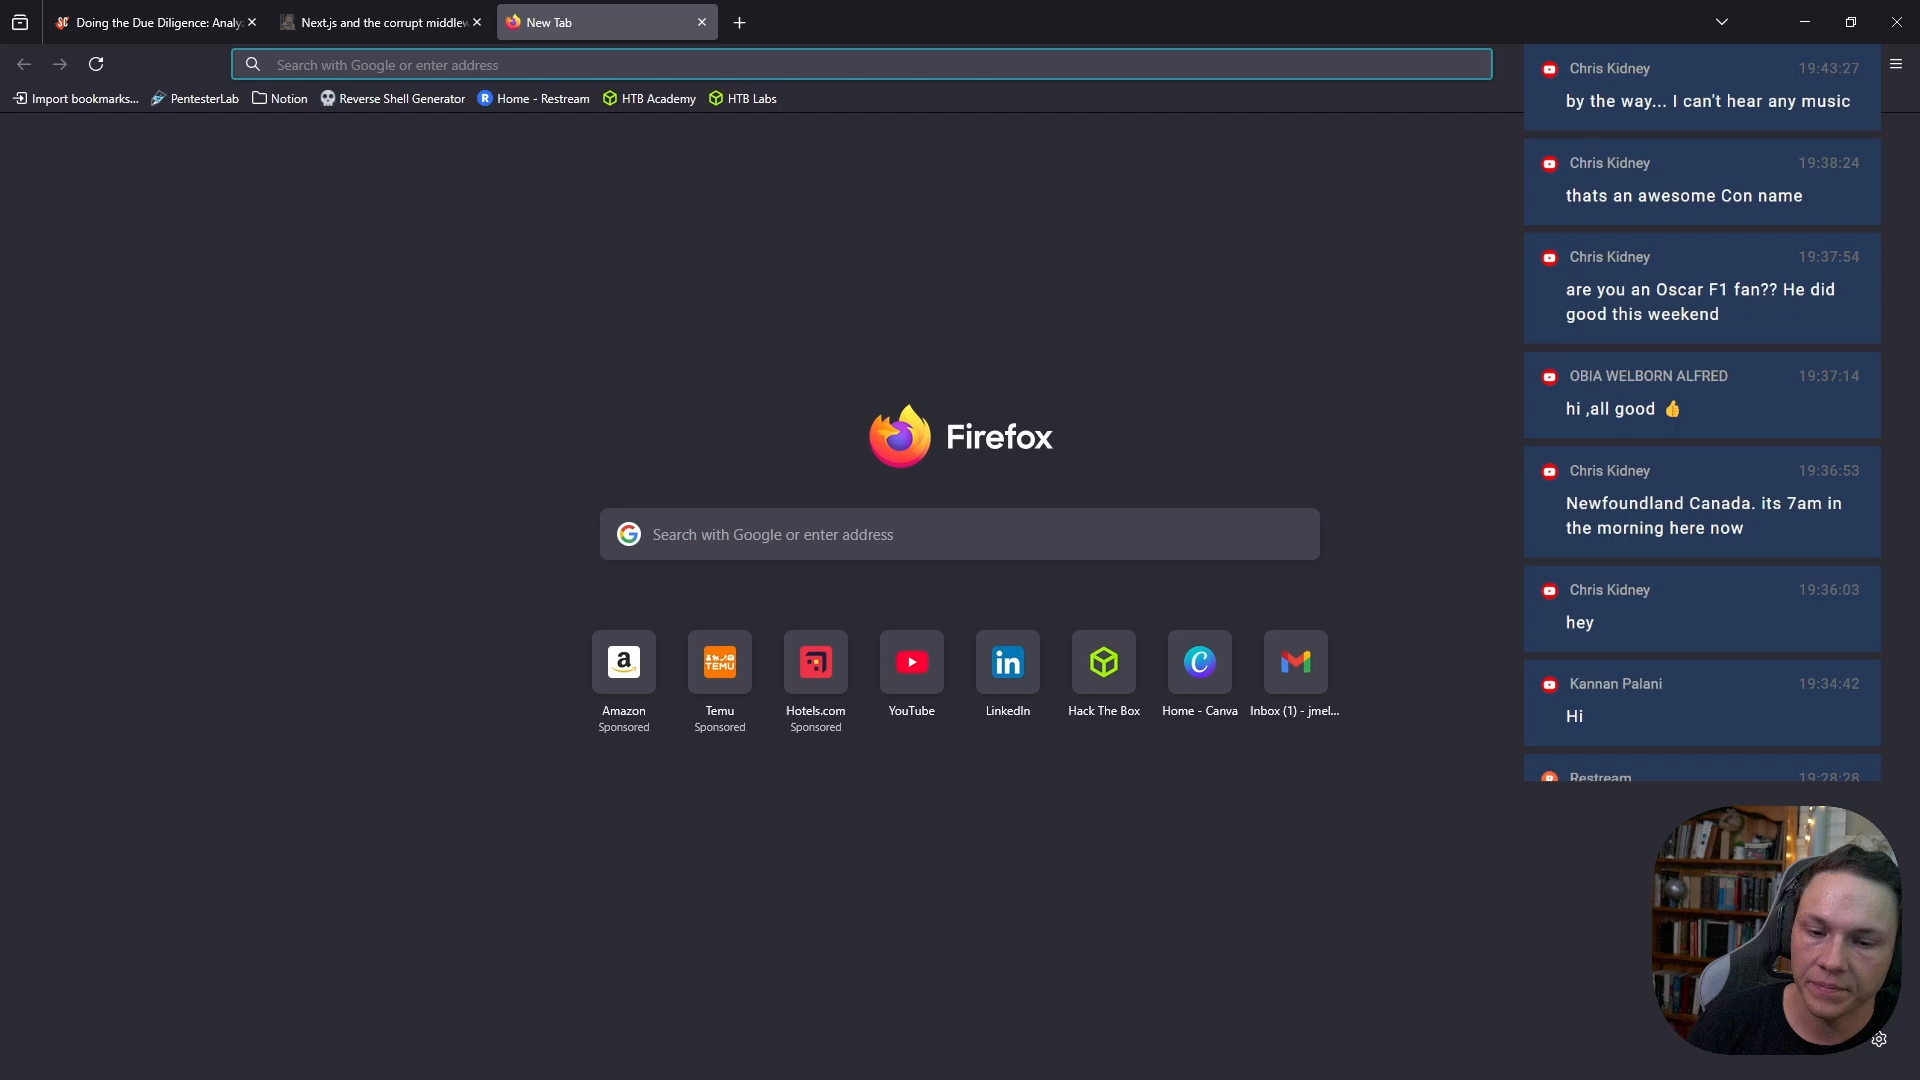 Doing the Due Diligence: Analy
Next.js and the corrupt middlew
New Tab
Search with Google or enter address
Import bookmarks...
PentesterLab
Notion
Reverse Shell Generator
Home - Restream
HTB Academy
HTB Labs
Firefox
Search with Google or enter address
a
TEMU
in
Amazon
Sponsored
Temu
Sponsored
Hotels.com
Sponsored
YouTube
LinkedIn
Hack The Box
Home - Canva
Inbox (1) - jmel...
Chris Kidney 19:43:27
by the way... I can't hear any music
Chris Kidney 19:38:24
thats an awesome Con name
Chris Kidney 19:37:54
are you an Oscar F1 fan?? He did
good this weekend
OBIA WELBORN ALFRED 19:37:14
hi ,all good 👍
Chris Kidney 19:36:53
Newfoundland Canada. its 7am in
the morning here now
Chris Kidney 19:36:03
hey
Kannan Palani 19:34:42
Hi
Restream 19:28:28